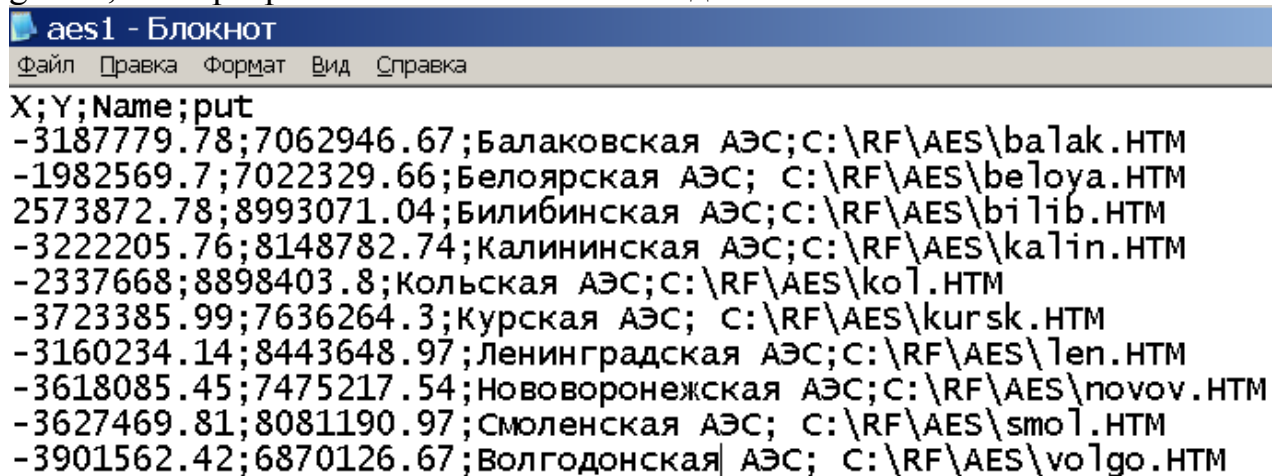 aes1 - Блокнот
Файл Правка Формат Вид Справка
X;Y;Name;put
-3187779.78;7062946.67;Балаковская АЭС;C:\RF\AES\balak.HTM
-1982569.7;7022329.66;Белоярская АЭС; C:\RF\AES\beloya.HTM
2573872.78;8993071.04;Билибинская АЭС;C:\RF\AES\bilib.HTM
-3222205.76;8148782.74;Калининская АЭС;C:\RF\AES\kalin.HTM
-2337668;8898403.8;Кольская АЭС;C:\RF\AES\kol.HTM
-3723385.99;7636264.3;Курская АЭС; C:\RF\AES\kursk.HTM
-3160234.14;8443648.97;Ленинградская АЭС;C:\RF\AES\len.HTM
-3618085.45;7475217.54;Нововоронежская АЭС;C:\RF\AES\novov.HTM
-3627469.81;8081190.97;Смоленская АЭС; C:\RF\AES\smol.HTM
-3901562.42;6870126.67;Волгодонская АЭС; C:\RF\AES\volgo.HTM